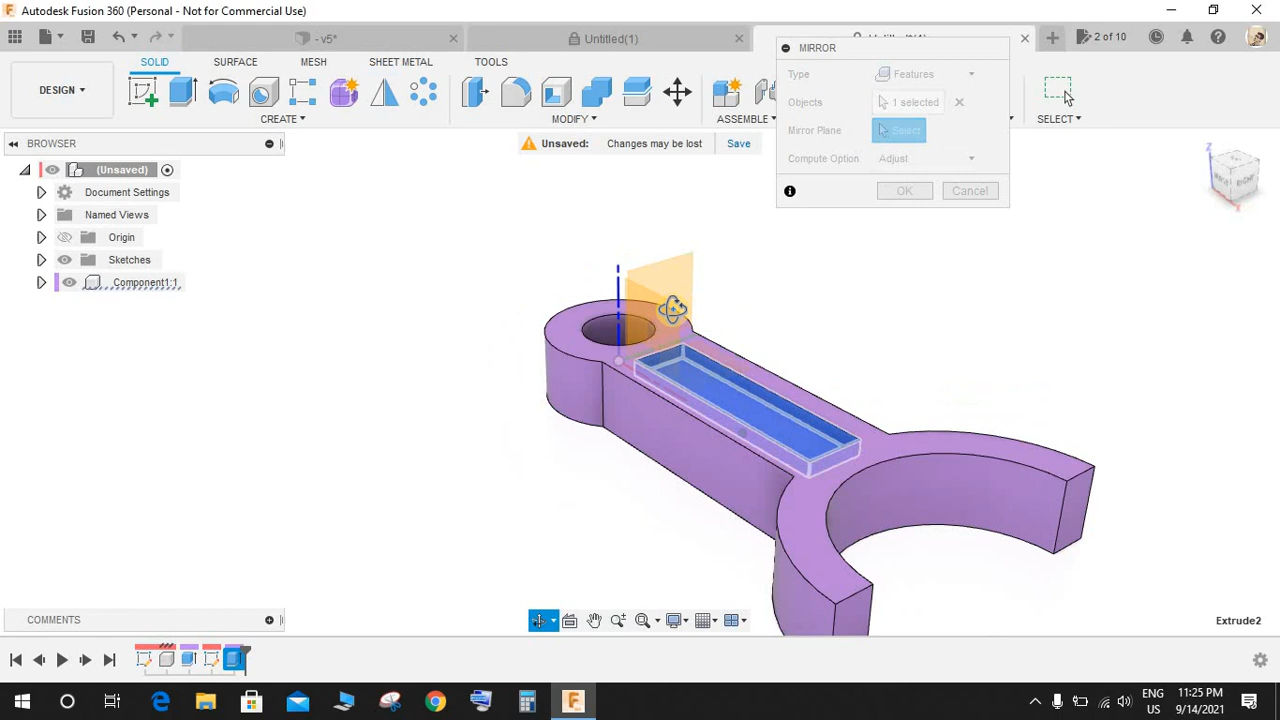 Autodesk Fusion 360 (Personal - Not for Commercial Use)
- v5*
Untitled(1)
2 of 10
DESIGN
SOLID
SURFACE
MESH
SHEET METAL
TOOLS
CREATE
MODIFY
ASSEMBLE
SELECT
MIRROR
Type
Features
Objects
1 selected
Mirror Plane
Select
Compute Option
Adjust
OK
Cancel
BROWSER
Unsaved:
Changes may be lost
Save
(Unsaved)
Document Settings
Named Views
Origin
Sketches
Component1:1
RIGHT
Z
X
COMMENTS
Extrude2
ENG
US
11:25 PM
9/14/2021